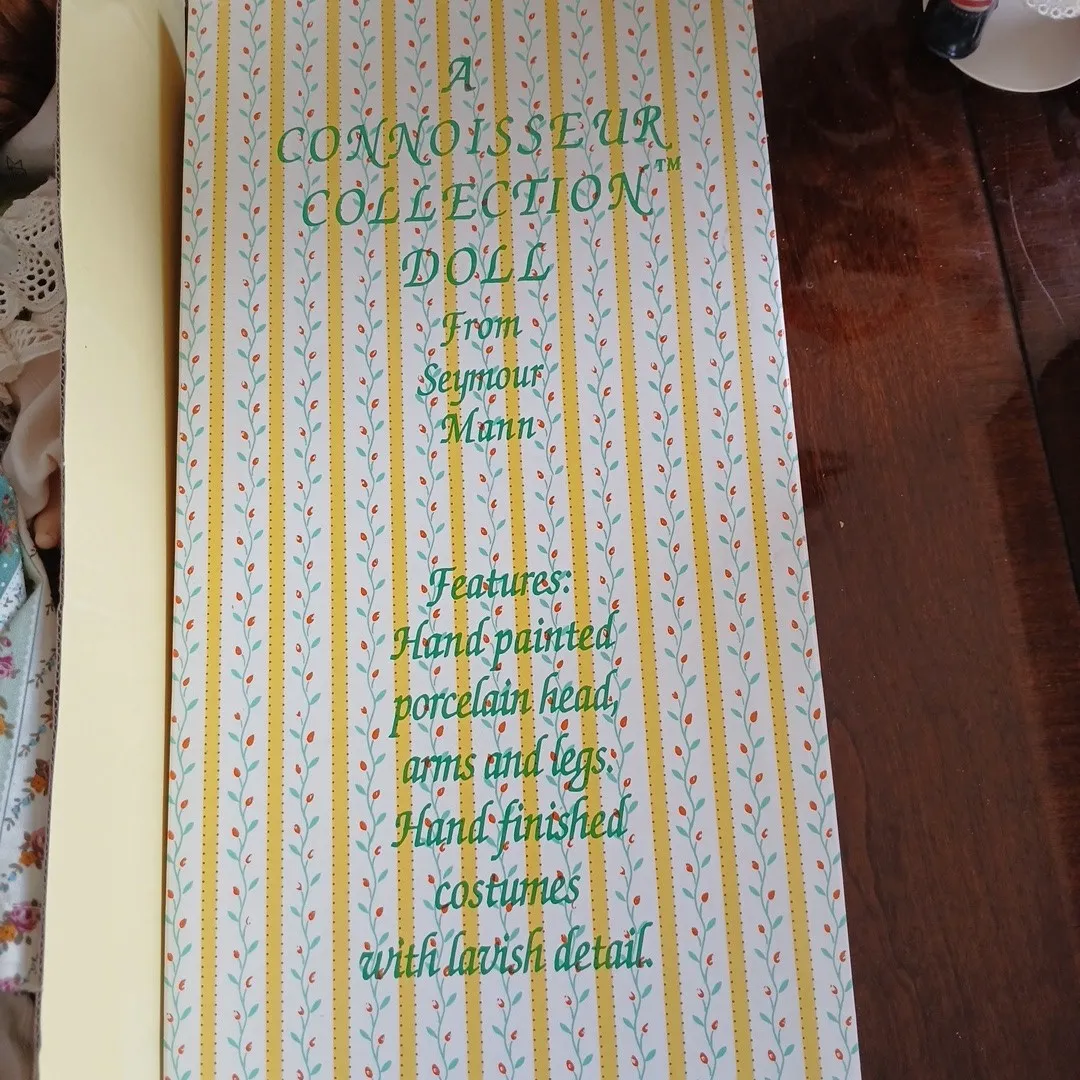 A
CONNOISSEUR
COLLECTION™
DOLL
From
Seymour
Mann
Features:
Hand painted
porcelain head,
arms and legs.
Hand finished
costumes
with lavish detail.